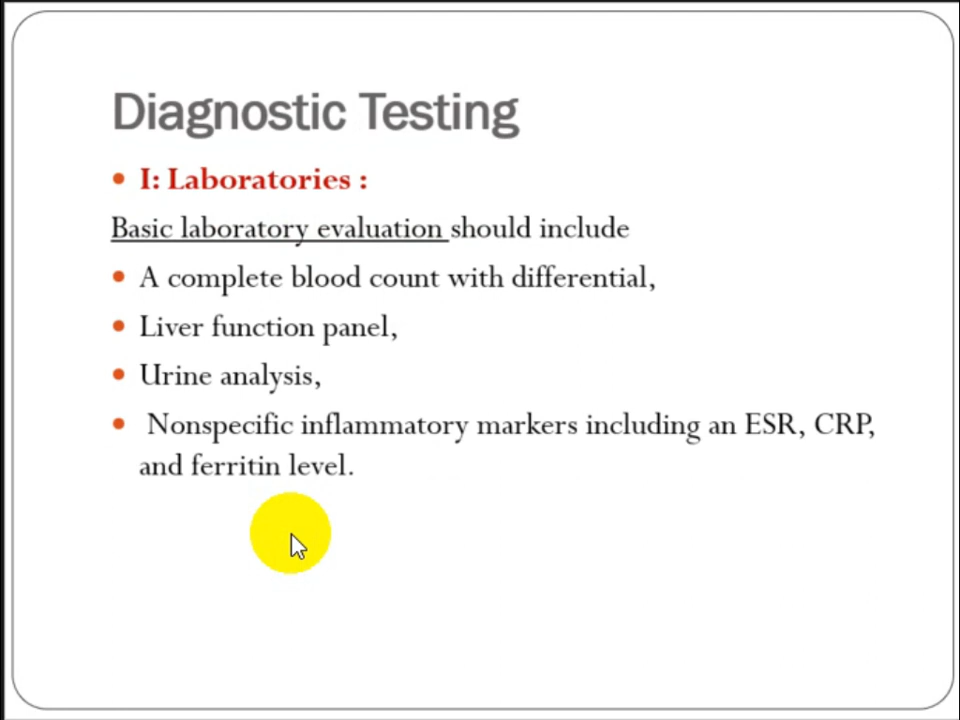 Diagnostic Testing
I: Laboratories :
Basic laboratory evaluation should include
A complete blood count with differential,
Liver function panel,
Urine analysis,
Nonspecific inflammatory markers including an ESR, CRP,
and ferritin level.